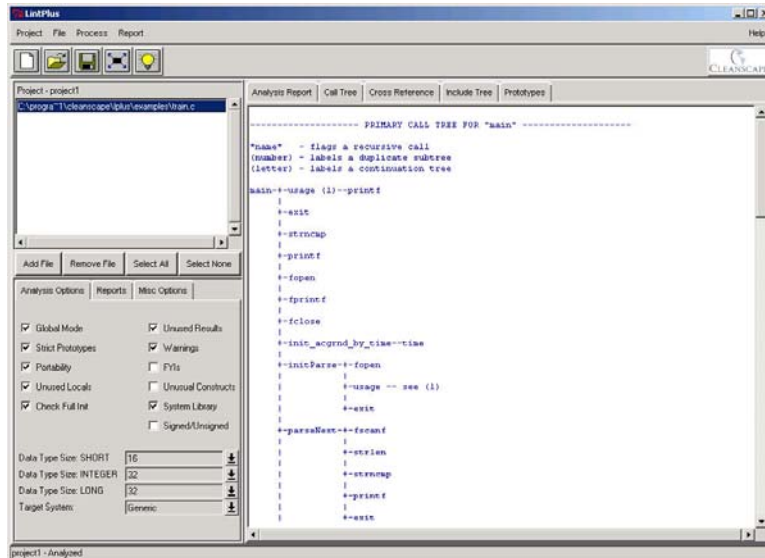 LintPlus
Project File Process Report Help
CLEANSCAPE
Project - project1
C:\progra~1\cleanscape\lplus\examples\train.c
Add File Remove File Select All Select None
Analysis Options Reports Misc Options
Global Mode Unused Results
Strict Prototypes Warnings
Portability FYIs
Unused Locals Unusual Constructs
Check Full Init System Library
Signed/Unsigned
Data Type Size: SHORT 16
Data Type Size: INTEGER 32
Data Type Size: LONG 32
Target System: Generic
Analysis Report Call Tree Cross Reference Include Tree Prototypes
-------------------- PRIMARY CALL TREE FOR "main" --------------------
"name" - flags a recursive call
(number) - labels a duplicate subtree
(letter) - labels a continuation tree
main-+-usage (1)--printf
|
+-exit
|
+-strncmp
|
+-printf
|
+-fopen
|
+-fprintf
|
+-fclose
|
+-init_acgrnd_by_time--time
|
+-initParse-+-fopen
| |
| +-usage -- see (1)
| |
| +-exit
|
+-parseNest-+-fscanf
| |
| +-strlen
| |
| +-strncmp
| |
| +-printf
| |
| +-exit
project1 - Analyzed